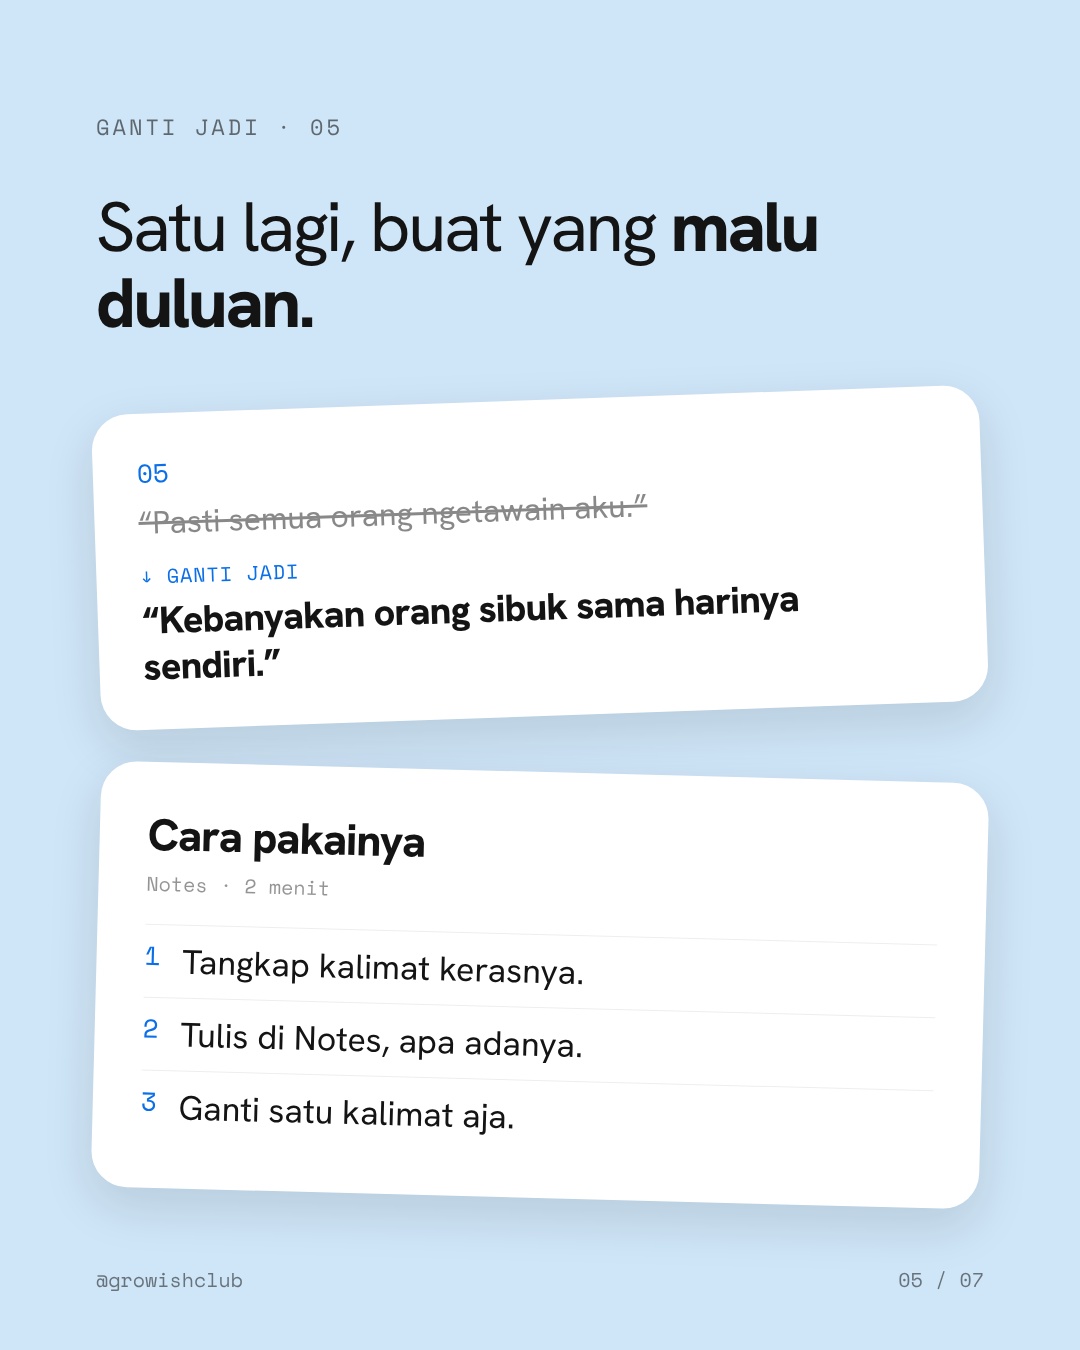 GANTI JADI · 05
Satu lagi, buat yang malu
duluan.
05
“Pasti semua orang ngetawain aku.”
↓ GANTI JADI
“Kebanyakan orang sibuk sama harinya
sendiri.”
Cara pakainya
Notes · 2 menit
1 Tangkap kalimat kerasnya.
2 Tulis di Notes, apa adanya.
3 Ganti satu kalimat aja.
@growishclub
05 / 07